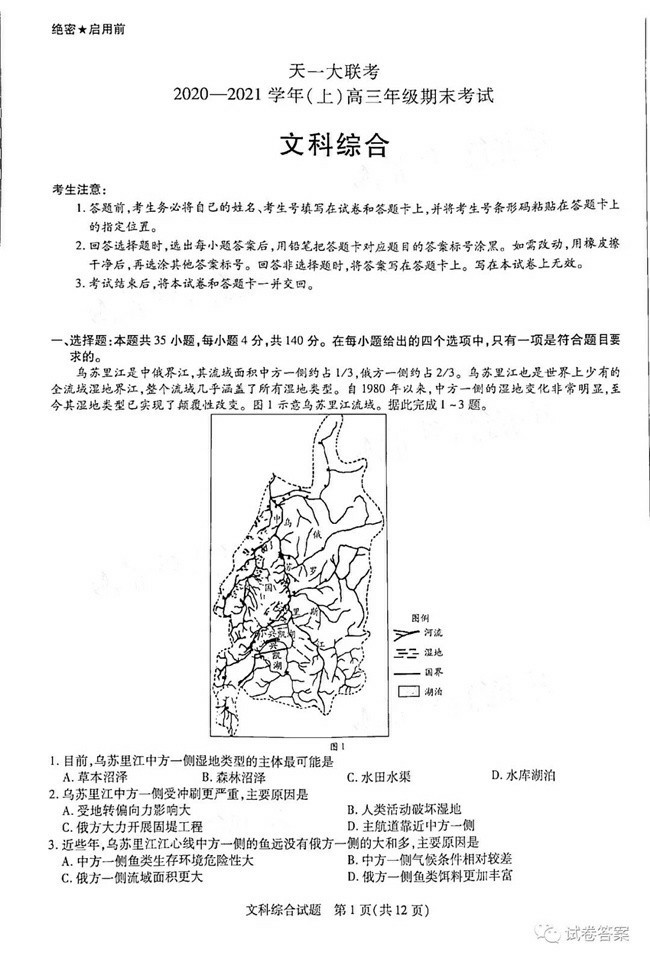 绝密★启用前
天一大联考
2020—2021学年(上)高三年级期末考试
文科综合
考生注意:
1. 答题前,考生务必将自己的姓名、考生号填写在试卷和答题卡上,并将考生号条形码粘贴在答题卡上
的指定位置。
2. 回答选择题时,选出每小题答案后,用铅笔把答题卡对应题目的答案标号涂黑。如需改动,用橡皮擦
干净后,再选涂其他答案标号。回答非选择题时,将答案写在答题卡上。写在本试卷上无效。
3. 考试结束后,将本试卷和答题卡一并交回。
一、选择题:本题共 35 小题,每小题 4 分,共 140 分。在每小题给出的四个选项中,只有一项是符合题目要
求的。
乌苏里江是中俄界江,其流域面积中方一侧约占 1/3,俄方一侧约占 2/3。乌苏里江也是世界上少有的
全流域湿地界江,整个流域几乎涵盖了所有湿地类型。自 1980 年以来,中方一侧的湿地变化非常明显,至
今其湿地类型已实现了颠覆性改变。图 1 示意乌苏里江流域。据此完成 1~3 题。
中 乌 俄
苏 罗
国 里 斯
江
小兴凯湖
兴凯湖
图例
河流
湿地
国界
湖泊
图 1
1. 目前,乌苏里江中方一侧湿地类型的主体最可能是
A. 草本沼泽 B. 森林沼泽 C. 水田水渠 D. 水库湖泊
2. 乌苏里江中方一侧受冲刷更严重,主要原因是
A. 受地转偏向力影响大 B. 人类活动破坏湿地
C. 俄方大力开展固堤工程 D. 主航道靠近中方一侧
3. 近些年,乌苏里江江心线中方一侧的鱼远没有俄方一侧的大和多,主要原因是
A. 中方一侧鱼类生存环境危险性大 B. 中方一侧气候条件相对较差
C. 俄方一侧流域面积更大 D. 俄方一侧鱼类饵料更加丰富
文科综合试题 第 1 页(共 12 页)
试卷答案